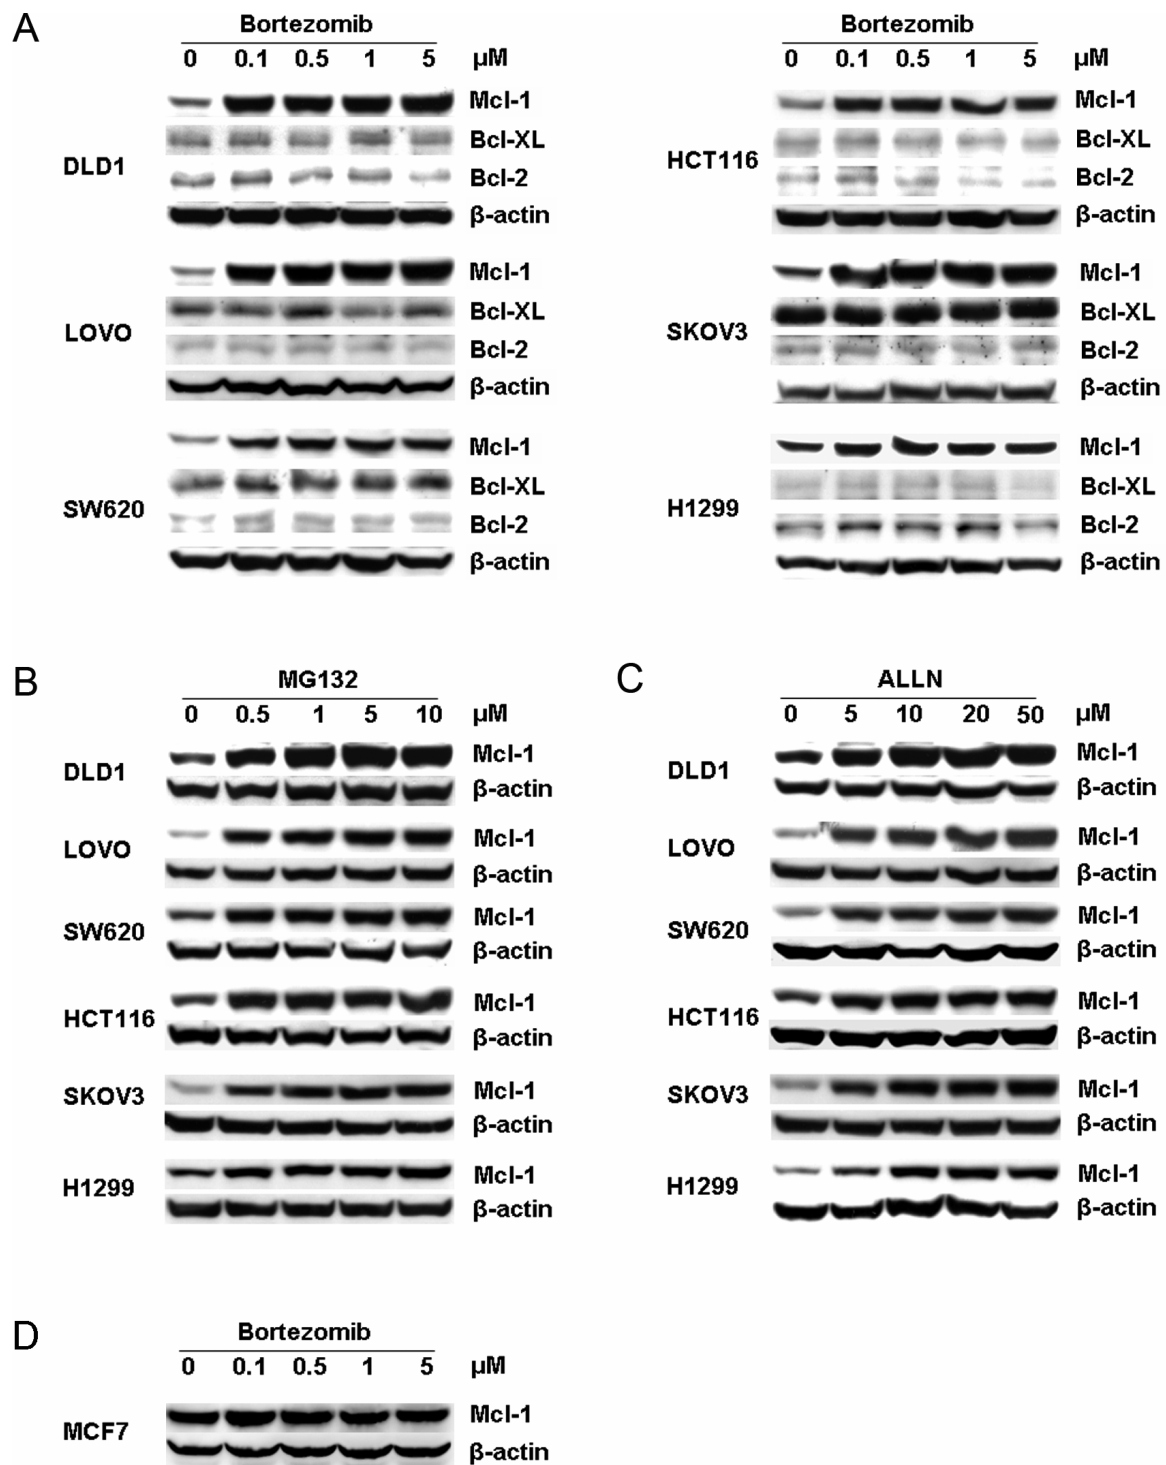 A
Bortezomib
0 0.1 0.5 1 5 µM
DLD1
Mcl-1
Bcl-XL
Bcl-2
β-actin
LOVO
Mcl-1
Bcl-XL
Bcl-2
β-actin
SW620
Mcl-1
Bcl-XL
Bcl-2
β-actin
Bortezomib
0 0.1 0.5 1 5 µM
HCT116
Mcl-1
Bcl-XL
Bcl-2
β-actin
SKOV3
Mcl-1
Bcl-XL
Bcl-2
β-actin
H1299
Mcl-1
Bcl-XL
Bcl-2
β-actin
B
MG132
0 0.5 1 5 10 µM
DLD1
Mcl-1
β-actin
LOVO
Mcl-1
β-actin
SW620
Mcl-1
β-actin
HCT116
Mcl-1
β-actin
SKOV3
Mcl-1
β-actin
H1299
Mcl-1
β-actin
C
ALLN
0 5 10 20 50 µM
DLD1
Mcl-1
β-actin
LOVO
Mcl-1
β-actin
SW620
Mcl-1
β-actin
HCT116
Mcl-1
β-actin
SKOV3
Mcl-1
β-actin
H1299
Mcl-1
β-actin
D
Bortezomib
0 0.1 0.5 1 5 µM
MCF7
Mcl-1
β-actin